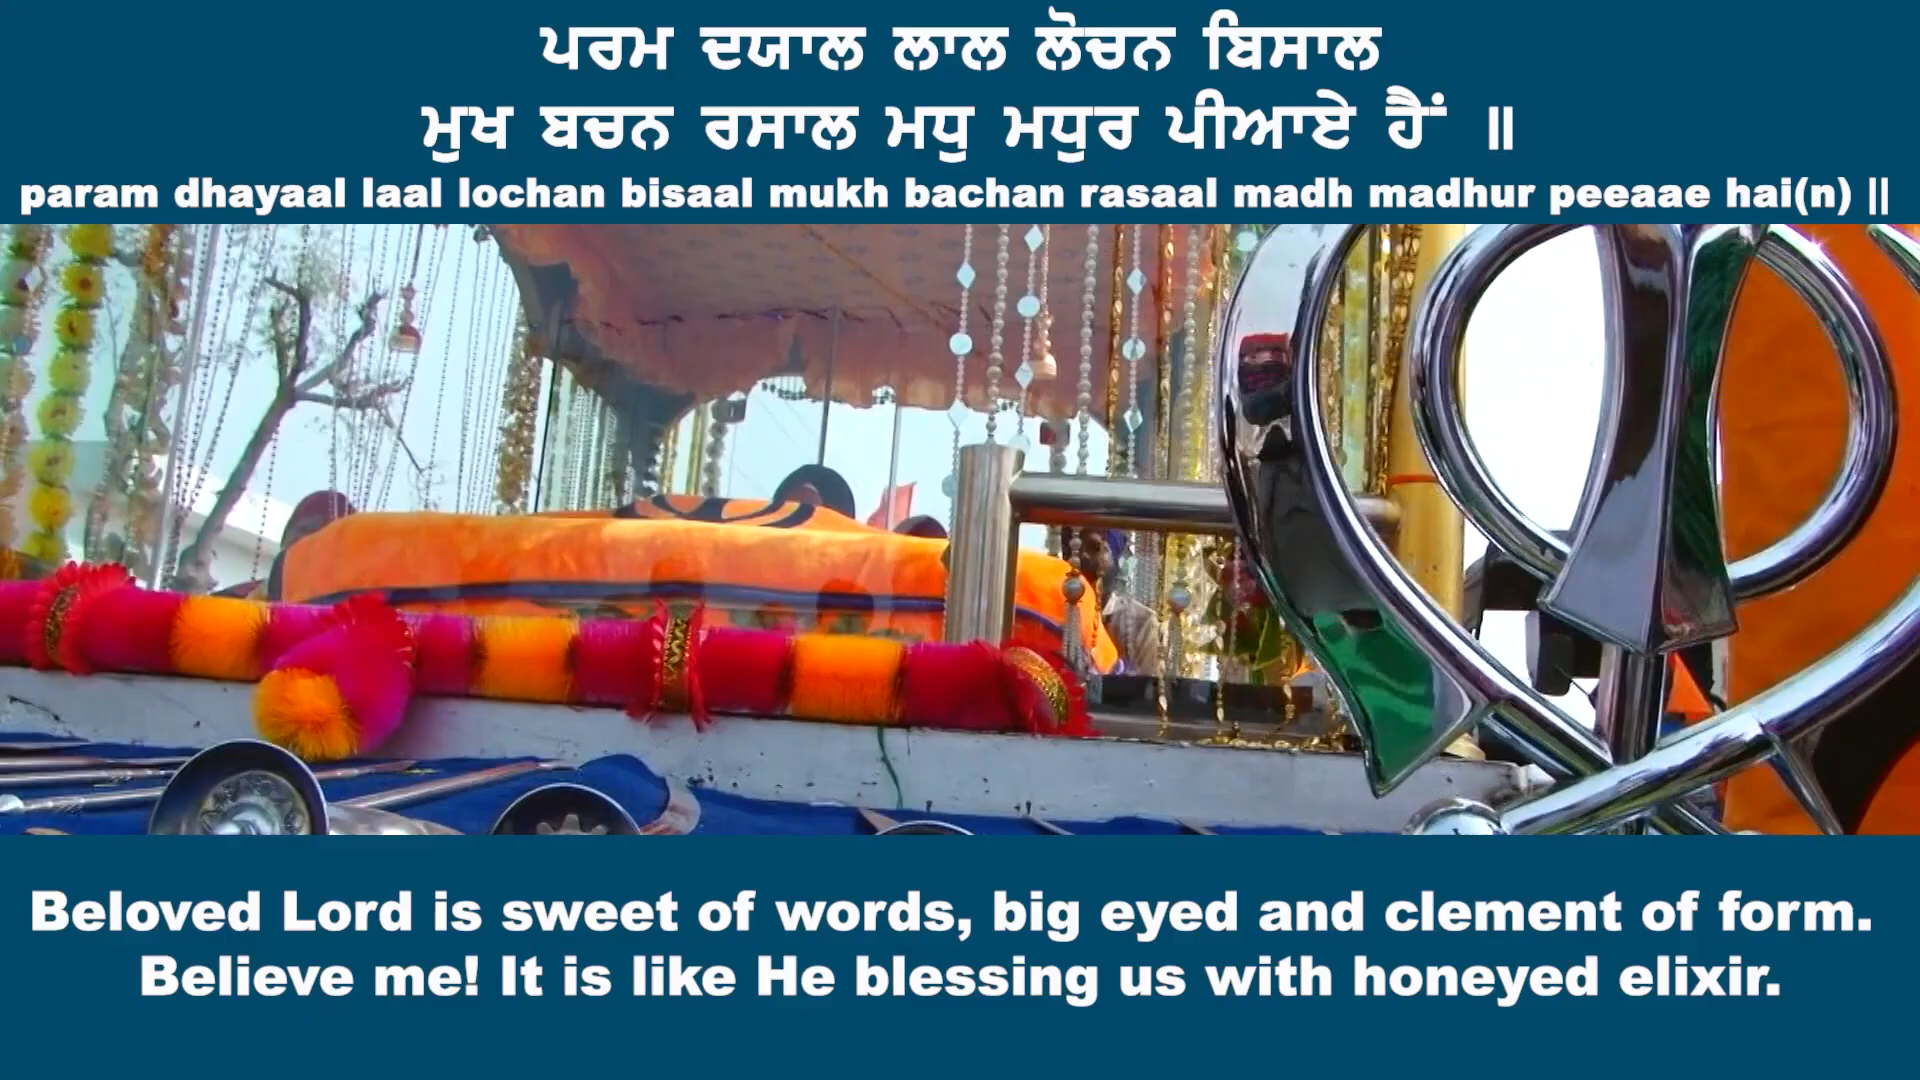 ਪਰਮ ਦਯਾਲ ਲਾਲ ਲੋਚਨ ਬਿਸਾਲ
ਮੁਖ ਬਚਨ ਰਸਾਲ ਮਧੁ ਮਧੁਰ ਪੀਆਏ ਹੈਂ ॥
param dhayaal laal lochan bisaal mukh bachan rasaal madh madhur peeaae hai(n) ||
Beloved Lord is sweet of words, big eyed and clement of form.
Believe me! It is like He blessing us with honeyed elixir.